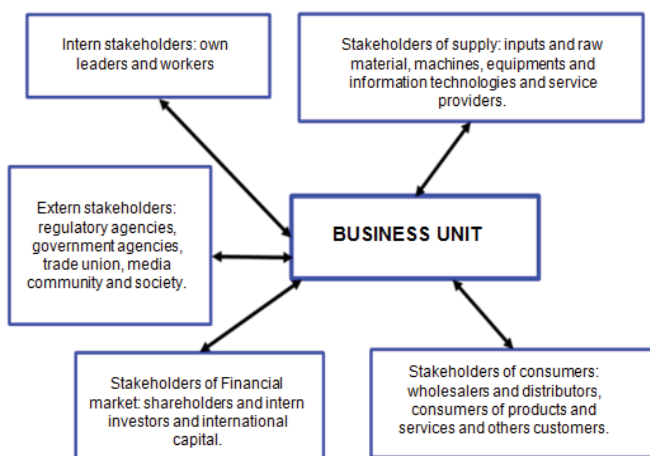 Intern stakeholders: own
leaders and workers
Stakeholders of supply: inputs and raw
material, machines, equipments and
information technologies and service
providers.
Extern stakeholders:
regulatory agencies,
government agencies,
trade union, media
community and society.
BUSINESS UNIT
Stakeholders of Financial
market: shareholders and intern
investors and international
capital.
Stakeholders of consumers:
wholesalers and distributors,
consumers of products and
services and others customers.